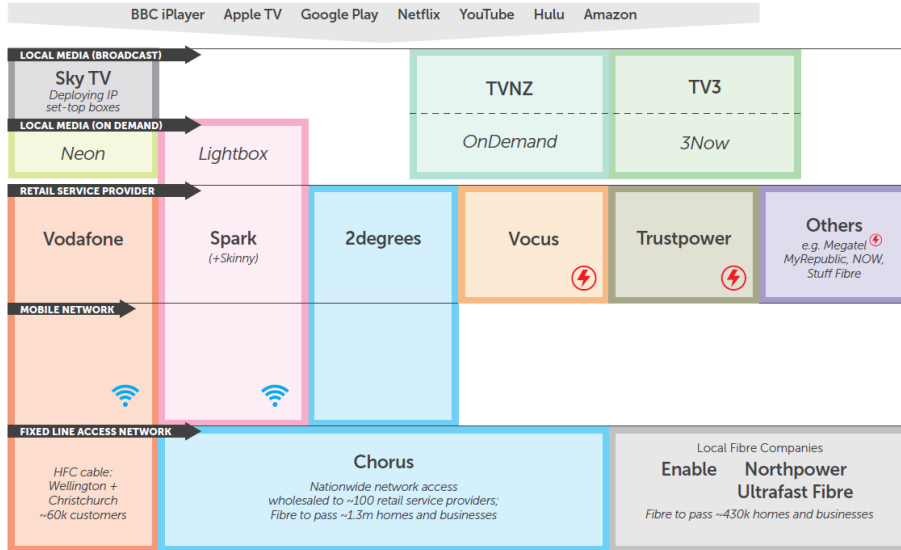 BBC iPlayer Apple TV Google Play Netflix YouTube Hulu Amazon
LOCAL MEDIA (BROADCAST)
Sky TV
Deploying IP
set-top boxes
TVNZ
TV3
LOCAL MEDIA (ON DEMAND)
Neon
Lightbox
OnDemand
3Now
RETAIL SERVICE PROVIDER
Vodafone
Spark
(+Skinny)
2degrees
Vocus
Trustpower
Others
e.g. Megatel
MyRepublic, NOW,
Stuff Fibre
MOBILE NETWORK
FIXED LINE ACCESS NETWORK
HFC cable:
Wellington +
Christchurch
~60k customers
Chorus
Nationwide network access
wholesaled to ~100 retail service providers;
Fibre to pass ~1.3m homes and businesses
Local Fibre Companies
Enable Northpower
Ultrafast Fibre
Fibre to pass ~430k homes and businesses